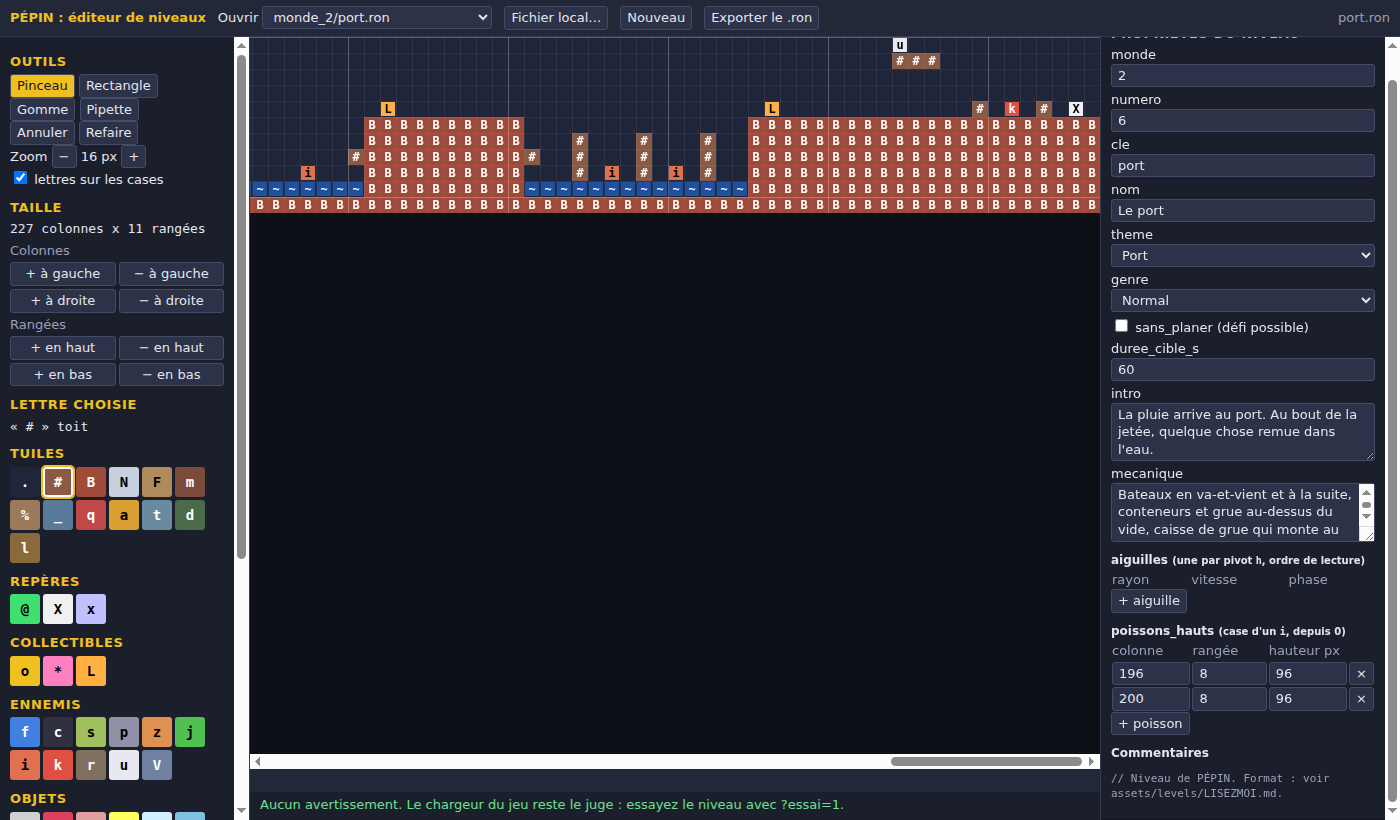 PÉPIN : éditeur de niveaux Ouvrir monde_2/port.ron Fichier local... Nouveau Exporter le .ron port.ron
OUTILS
Pinceau Rectangle
Gomme Pipette
Annuler Refaire
Zoom − 16 px +
lettres sur les cases
TAILLE
227 colonnes x 11 rangées
Colonnes
+ à gauche − à gauche
+ à droite − à droite
Rangées
+ en haut − en haut
+ en bas − en bas
LETTRE CHOISIE
« # » toit
TUILES
. # B N F m
% _ q a t d
l
REPÈRES
@ X x
COLLECTIBLES
o * L
ENNEMIS
f c s p z j
i k r u V
OBJETS
u
# # #
L L # k # X
B B B B B B B B B B B B B B B B B B B B B B B B B B B B B B B B
B B B B B B B B B B # # # B B B B B B B B B B B B B B B B B B B B B B
# B B B B B B B B B B # # # # B B B B B B B B B B B B B B B B B B B B B B
i B B B B B B B B B B # i # i # B B B B B B B B B B B B B B B B B B B B B B
~ ~ ~ ~ ~ ~ ~ B B B B B B B B B B ~ ~ ~ ~ ~ ~ ~ ~ ~ ~ ~ ~ ~ ~ B B B B B B B B B B B B B B B B B B B B B B
B B B B B B B B B B B B B B B B B B B B B B B B B B B B B B B B B B B B B B B B B B B B B B B B B B B B B
Aucun avertissement. Le chargeur du jeu reste le juge : essayez le niveau avec ?essai=1.
monde
2
numero
6
cle
port
nom
Le port
theme
Port
genre
Normal
sans_planer (défi possible)
duree_cible_s
60
intro
La pluie arrive au port. Au bout de la
jetée, quelque chose remue dans
l'eau.
mecanique
Bateaux en va-et-vient et à la suite,
conteneurs et grue au-dessus du
vide, caisse de grue qui monte au
aiguilles (une par pivot h, ordre de lecture)
rayon vitesse phase
+ aiguille
poissons_hauts (case d'un i, depuis 0)
colonne rangée hauteur px
196 8 96 ×
200 8 96 ×
+ poisson
Commentaires
// Niveau de PÉPIN. Format : voir
assets/levels/LISEZMOI.md.